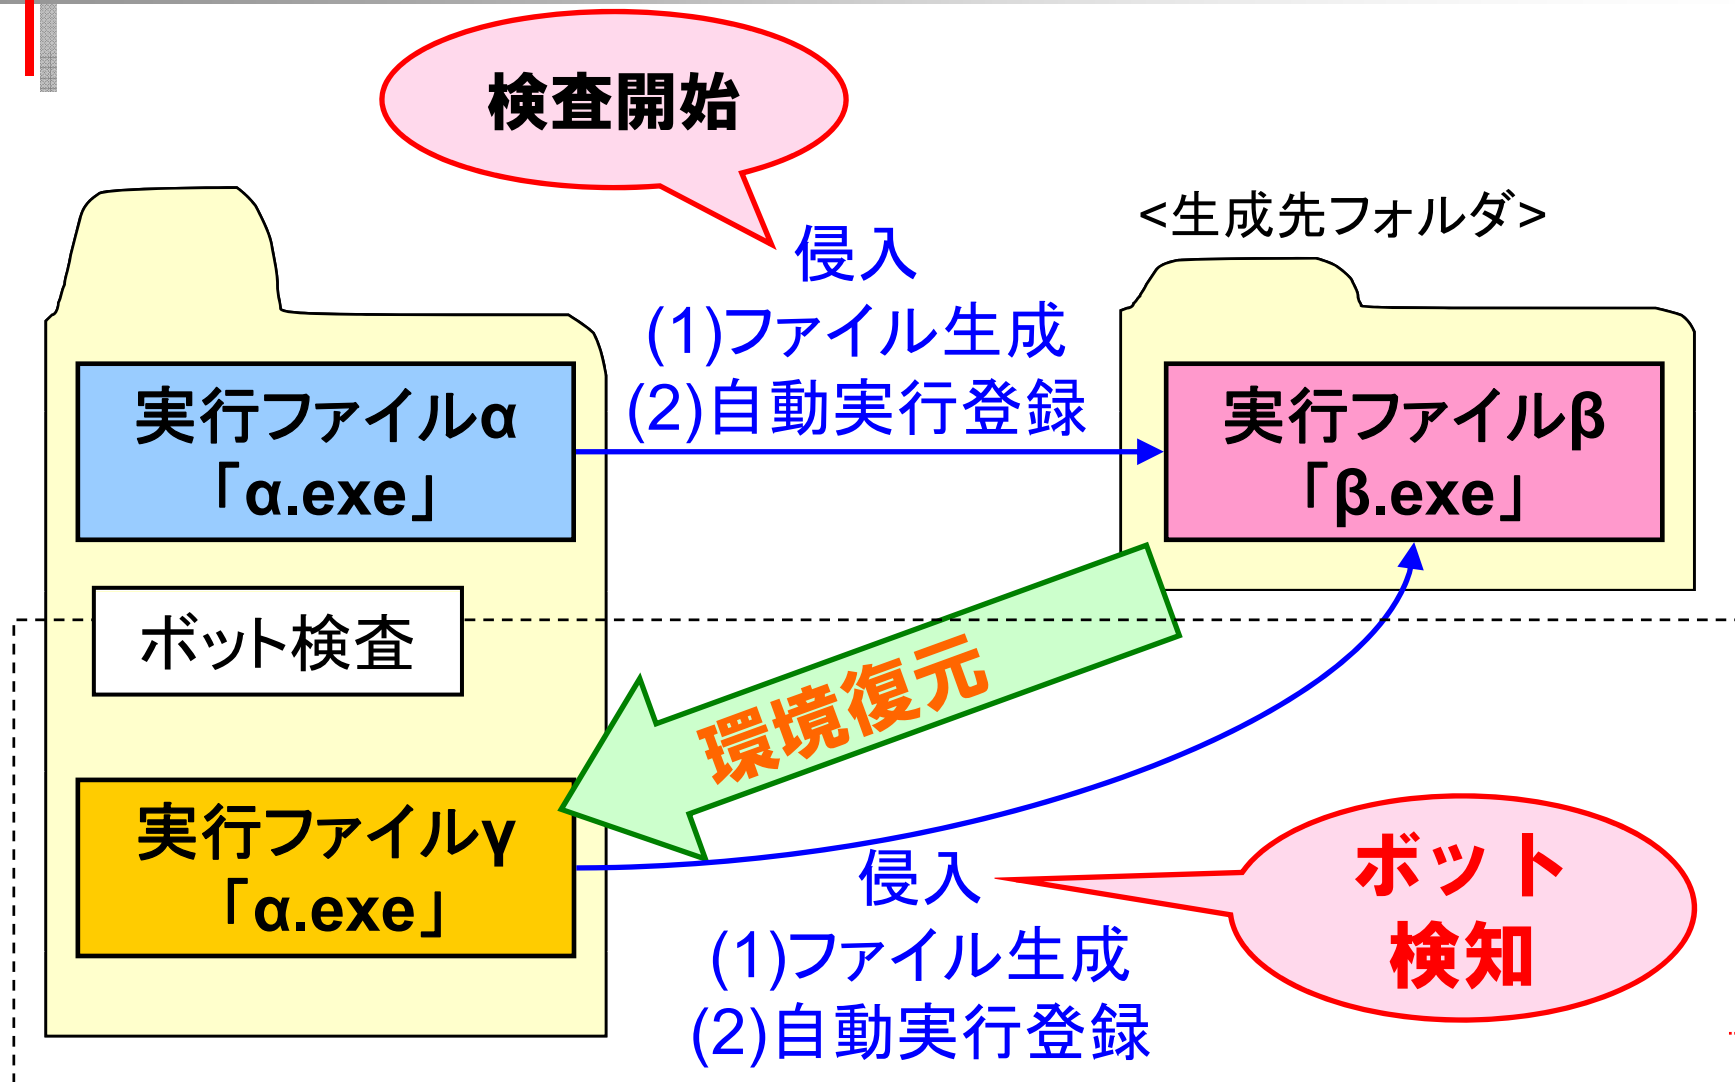 検査開始
<生成先フォルダ>
侵入
(1)ファイル生成
(2)自動実行登録
実行ファイルα
「α.exe」
実行ファイルβ
「β.exe」
ボット検査
環境復元
実行ファイルγ
「α.exe」
侵入
(1)ファイル生成
(2)自動実行登録
ボット
検知